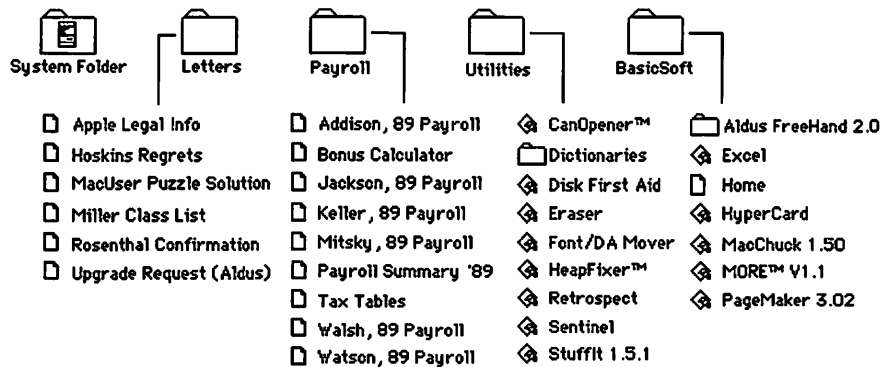 System Folder
Letters
Payroll
Utilities
BasicSoft
Apple Legal Info
Hoskins Regrets
MacUser Puzzle Solution
Miller Class List
Rosenthal Confirmation
Upgrade Request (Aldus)
Addison, 89 Payroll
Bonus Calculator
Jackson, 89 Payroll
Keller, 89 Payroll
Mitsky, 89 Payroll
Payroll Summary '89
Tax Tables
Walsh, 89 Payroll
Watson, 89 Payroll
CanOpener™
Dictionaries
Disk First Aid
Eraser
Font/DA Mover
HeapFixer™
Retrospect
Sentinel
StuffIt 1.5.1
Aldus FreeHand 2.0
Excel
Home
HyperCard
MacChuck 1.50
MORE™ V1.1
PageMaker 3.02